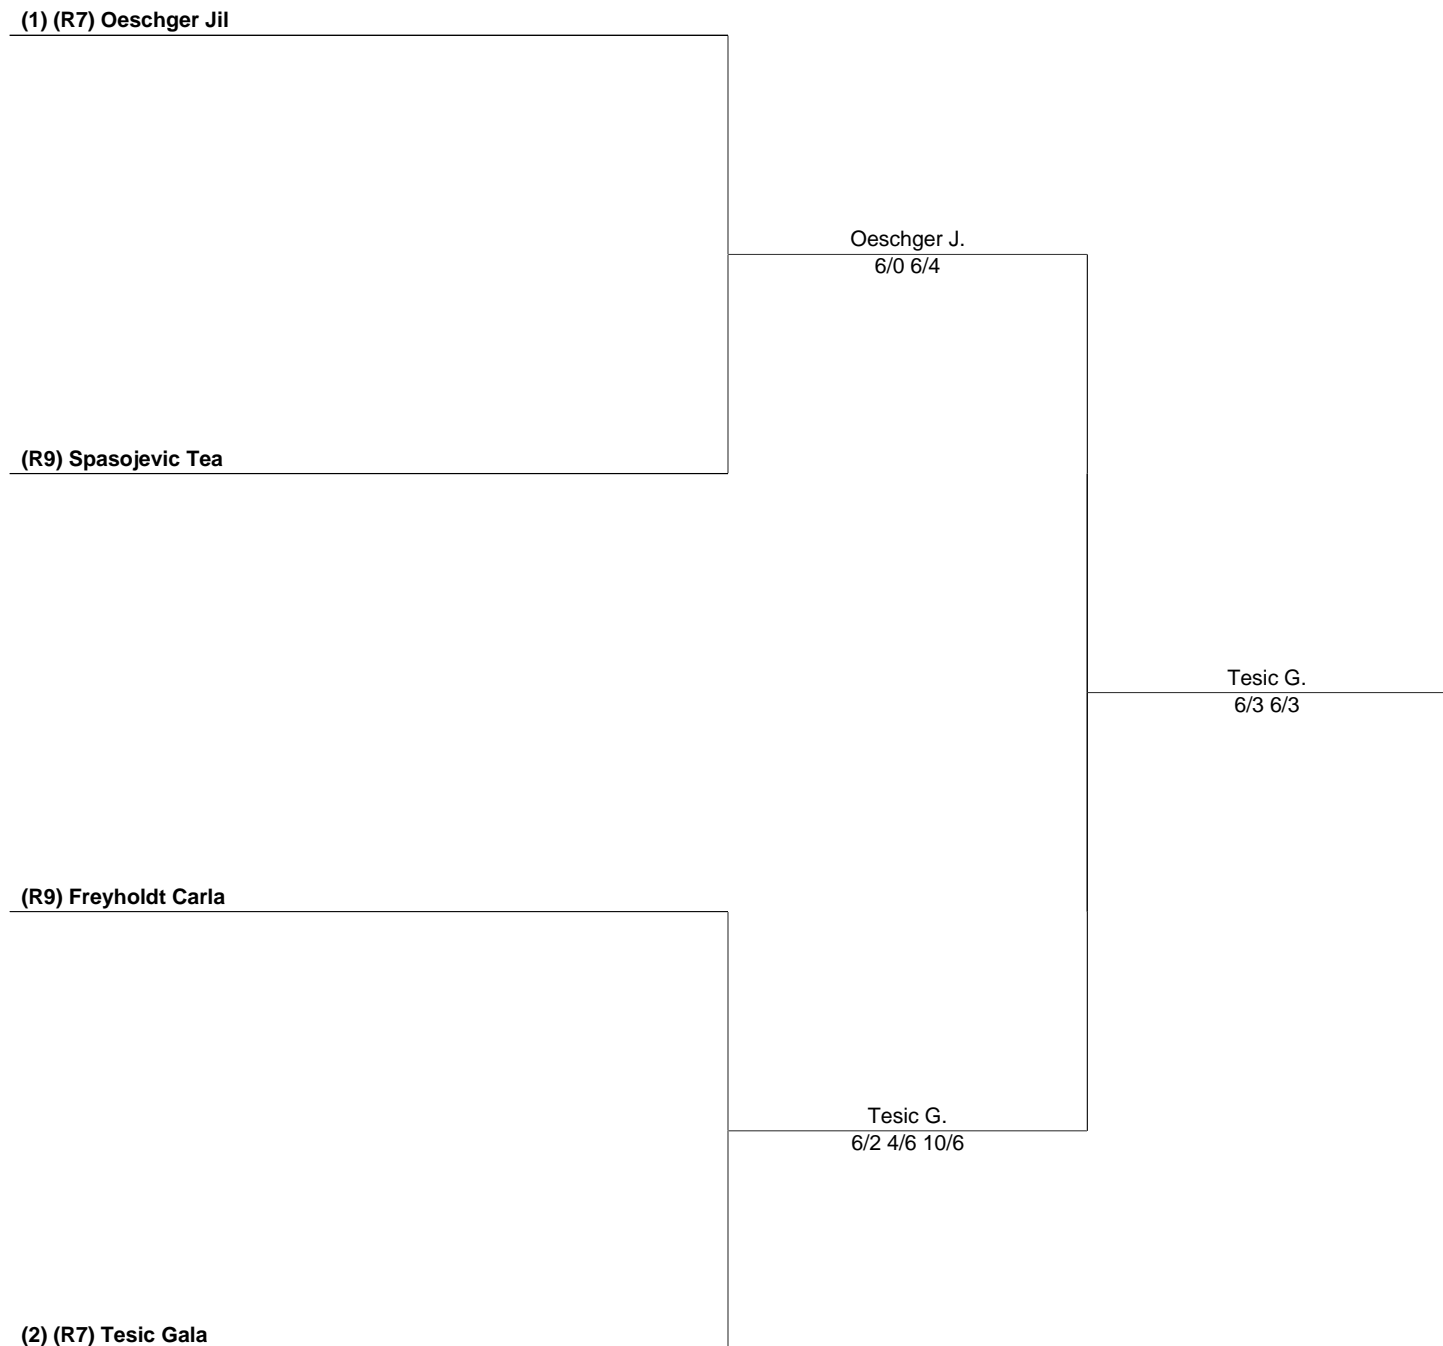 (1) (R7) Oeschger Jil
Oeschger J.
6/0 6/4
(R9) Spasojevic Tea
Tesic G.
6/3 6/3
(R9) Freyholdt Carla
Tesic G.
6/2 4/6 10/6
(2) (R7) Tesic Gala